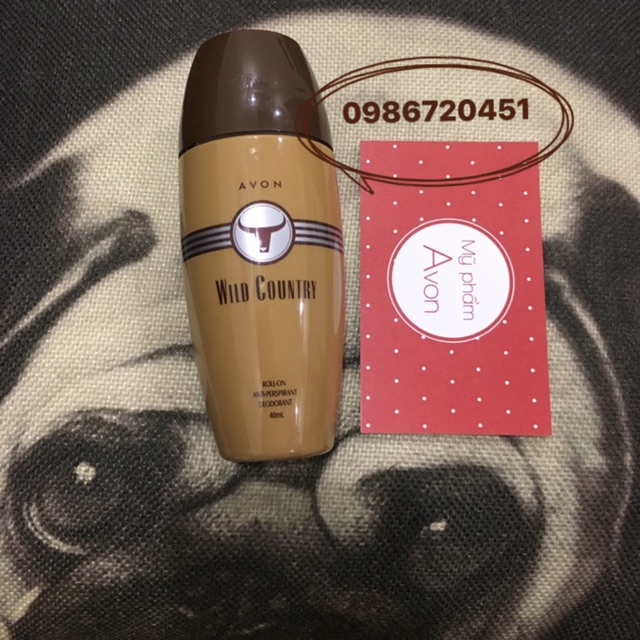 0986720451
AVON
WILD COUNTRY
ROLL-ON
ANTI-PERSPIRANT
DEODORANT
40mL
Mỹ phẩm
Avon